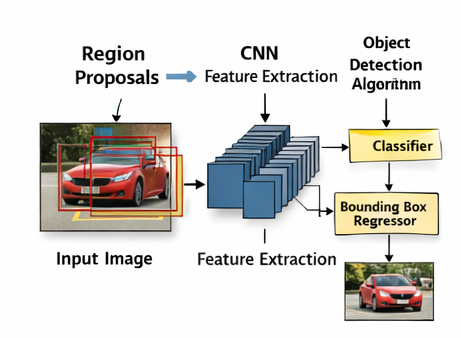 Region
Proposals
CNN
Feature Extraction
Object
Detection
Algorithm
Classifier
Bounding Box
Regressor
Input Image
Feature Extraction